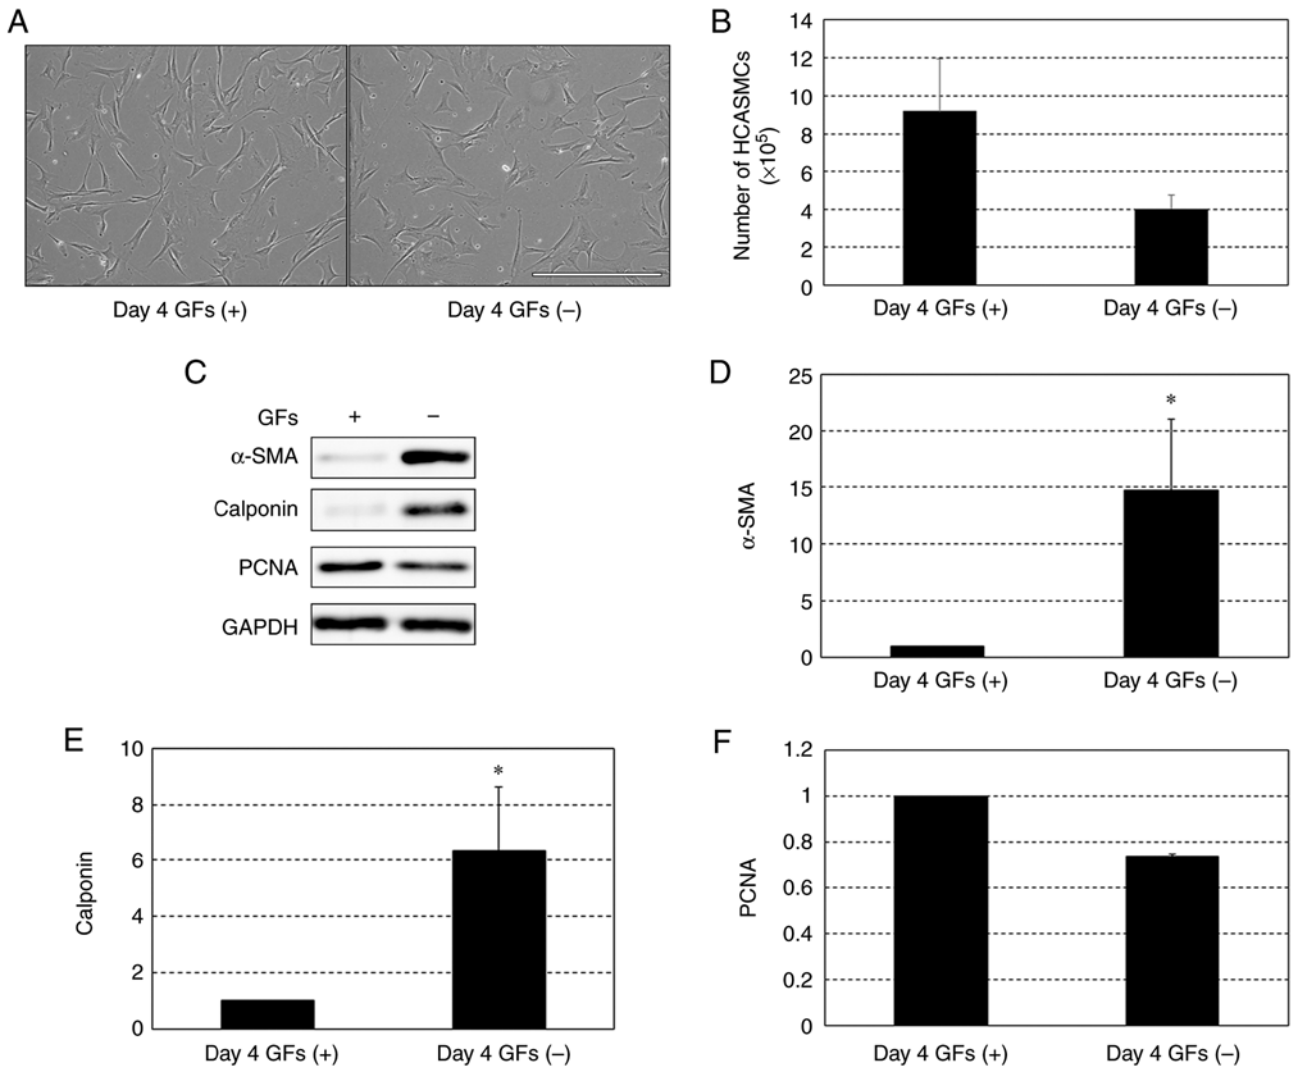 A
Day 4 GFs (+)
Day 4 GFs (–)
B
Number of HCASMCs
(×10⁵)
14
12
10
8
6
4
2
0
Day 4 GFs (+)
Day 4 GFs (–)
C
GFs + –
α-SMA
Calponin
PCNA
GAPDH
D
α-SMA
25
20
15
10
5
0
*
Day 4 GFs (+)
Day 4 GFs (–)
E
Calponin
10
8
6
4
2
0
*
Day 4 GFs (+)
Day 4 GFs (–)
F
PCNA
1.2
1
0.8
0.6
0.4
0.2
0
Day 4 GFs (+)
Day 4 GFs (–)